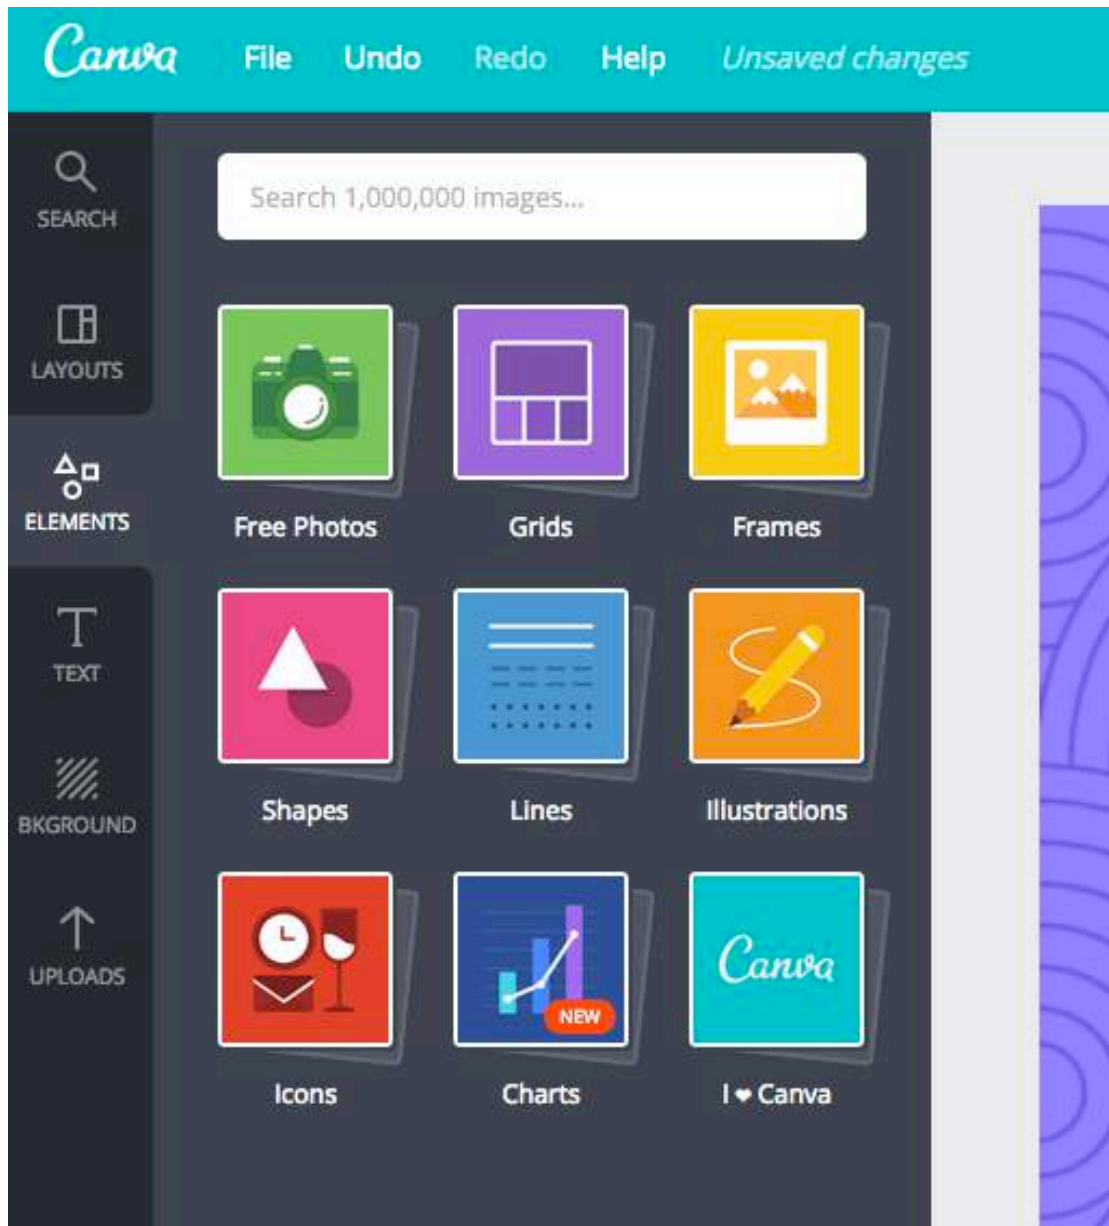 Canva File Undo Redo Help Unsaved changes
SEARCH
LAYOUTS
ELEMENTS
TEXT
BKGROUND
UPLOADS
Search 1,000,000 images...
Free Photos Grids Frames
Shapes Lines Illustrations
NEW
Canva
Icons Charts I ❤ Canva